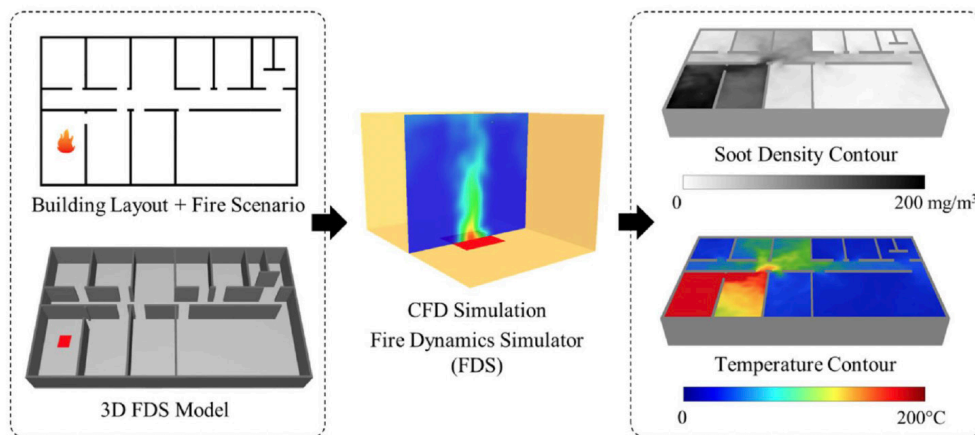 Building Layout + Fire Scenario
3D FDS Model
CFD Simulation
Fire Dynamics Simulator
(FDS)
Soot Density Contour
0
200 mg/m³
Temperature Contour
0
200°C